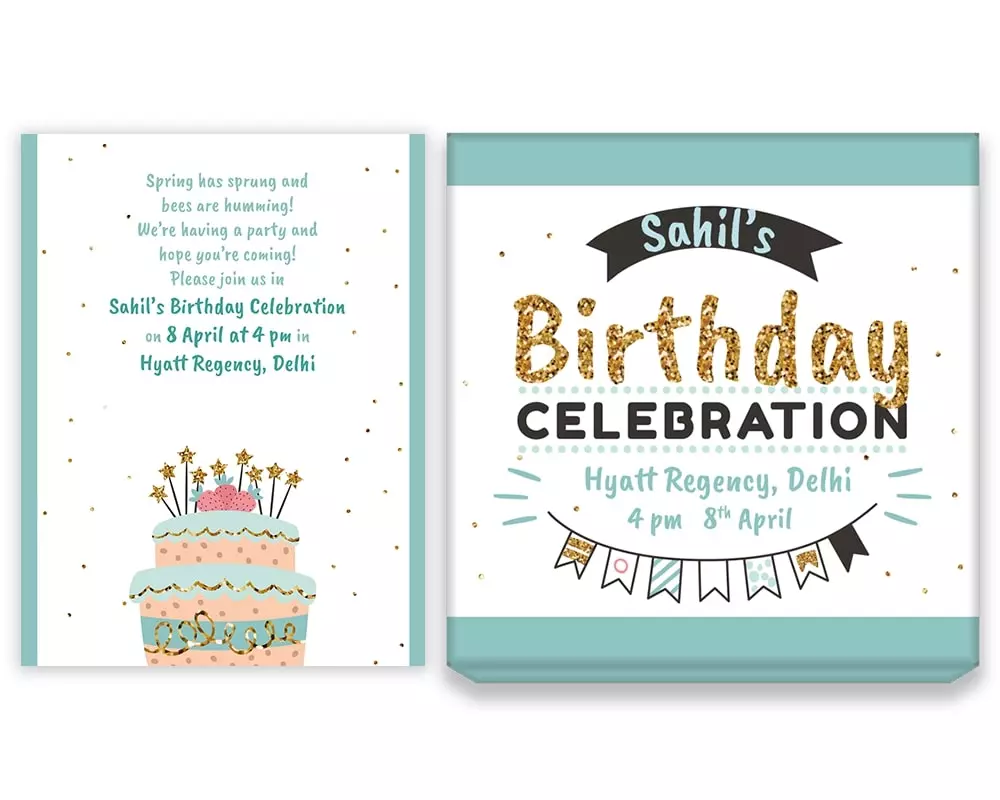 Spring has sprung and
bees are humming!
We're having a party and
hope you're coming!
Please join us in
Sahil's Birthday Celebration
on 8 April at 4 pm in
Hyatt Regency, Delhi
Sahil's
Birthday
CELEBRATION
Hyatt Regency, Delhi
4 pm 8th April